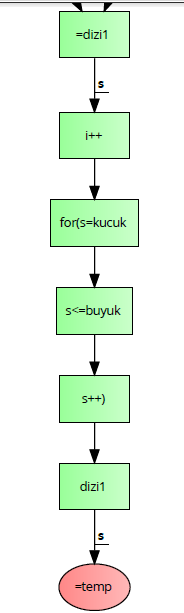 =dizi1
s
i++
for(s=kucuk
s<=buyuk
s++)
dizi1
s
=temp